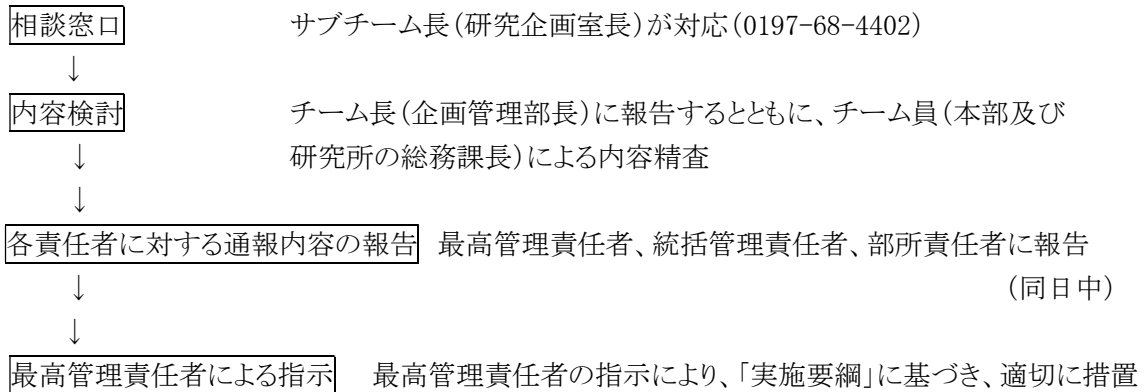 相談窓口 サブチーム長(研究企画室長)が対応(0197-68-4402)
↓
内容検討 チーム長(企画管理部長)に報告するとともに、チーム員(本部及び
↓ 研究所の総務課長)による内容精査
↓
各責任者に対する通報内容の報告 最高管理責任者、統括管理責任者、部所責任者に報告
↓ (同日中)
↓
最高管理責任者による指示 最高管理責任者の指示により、「実施要綱」に基づき、適切に措置